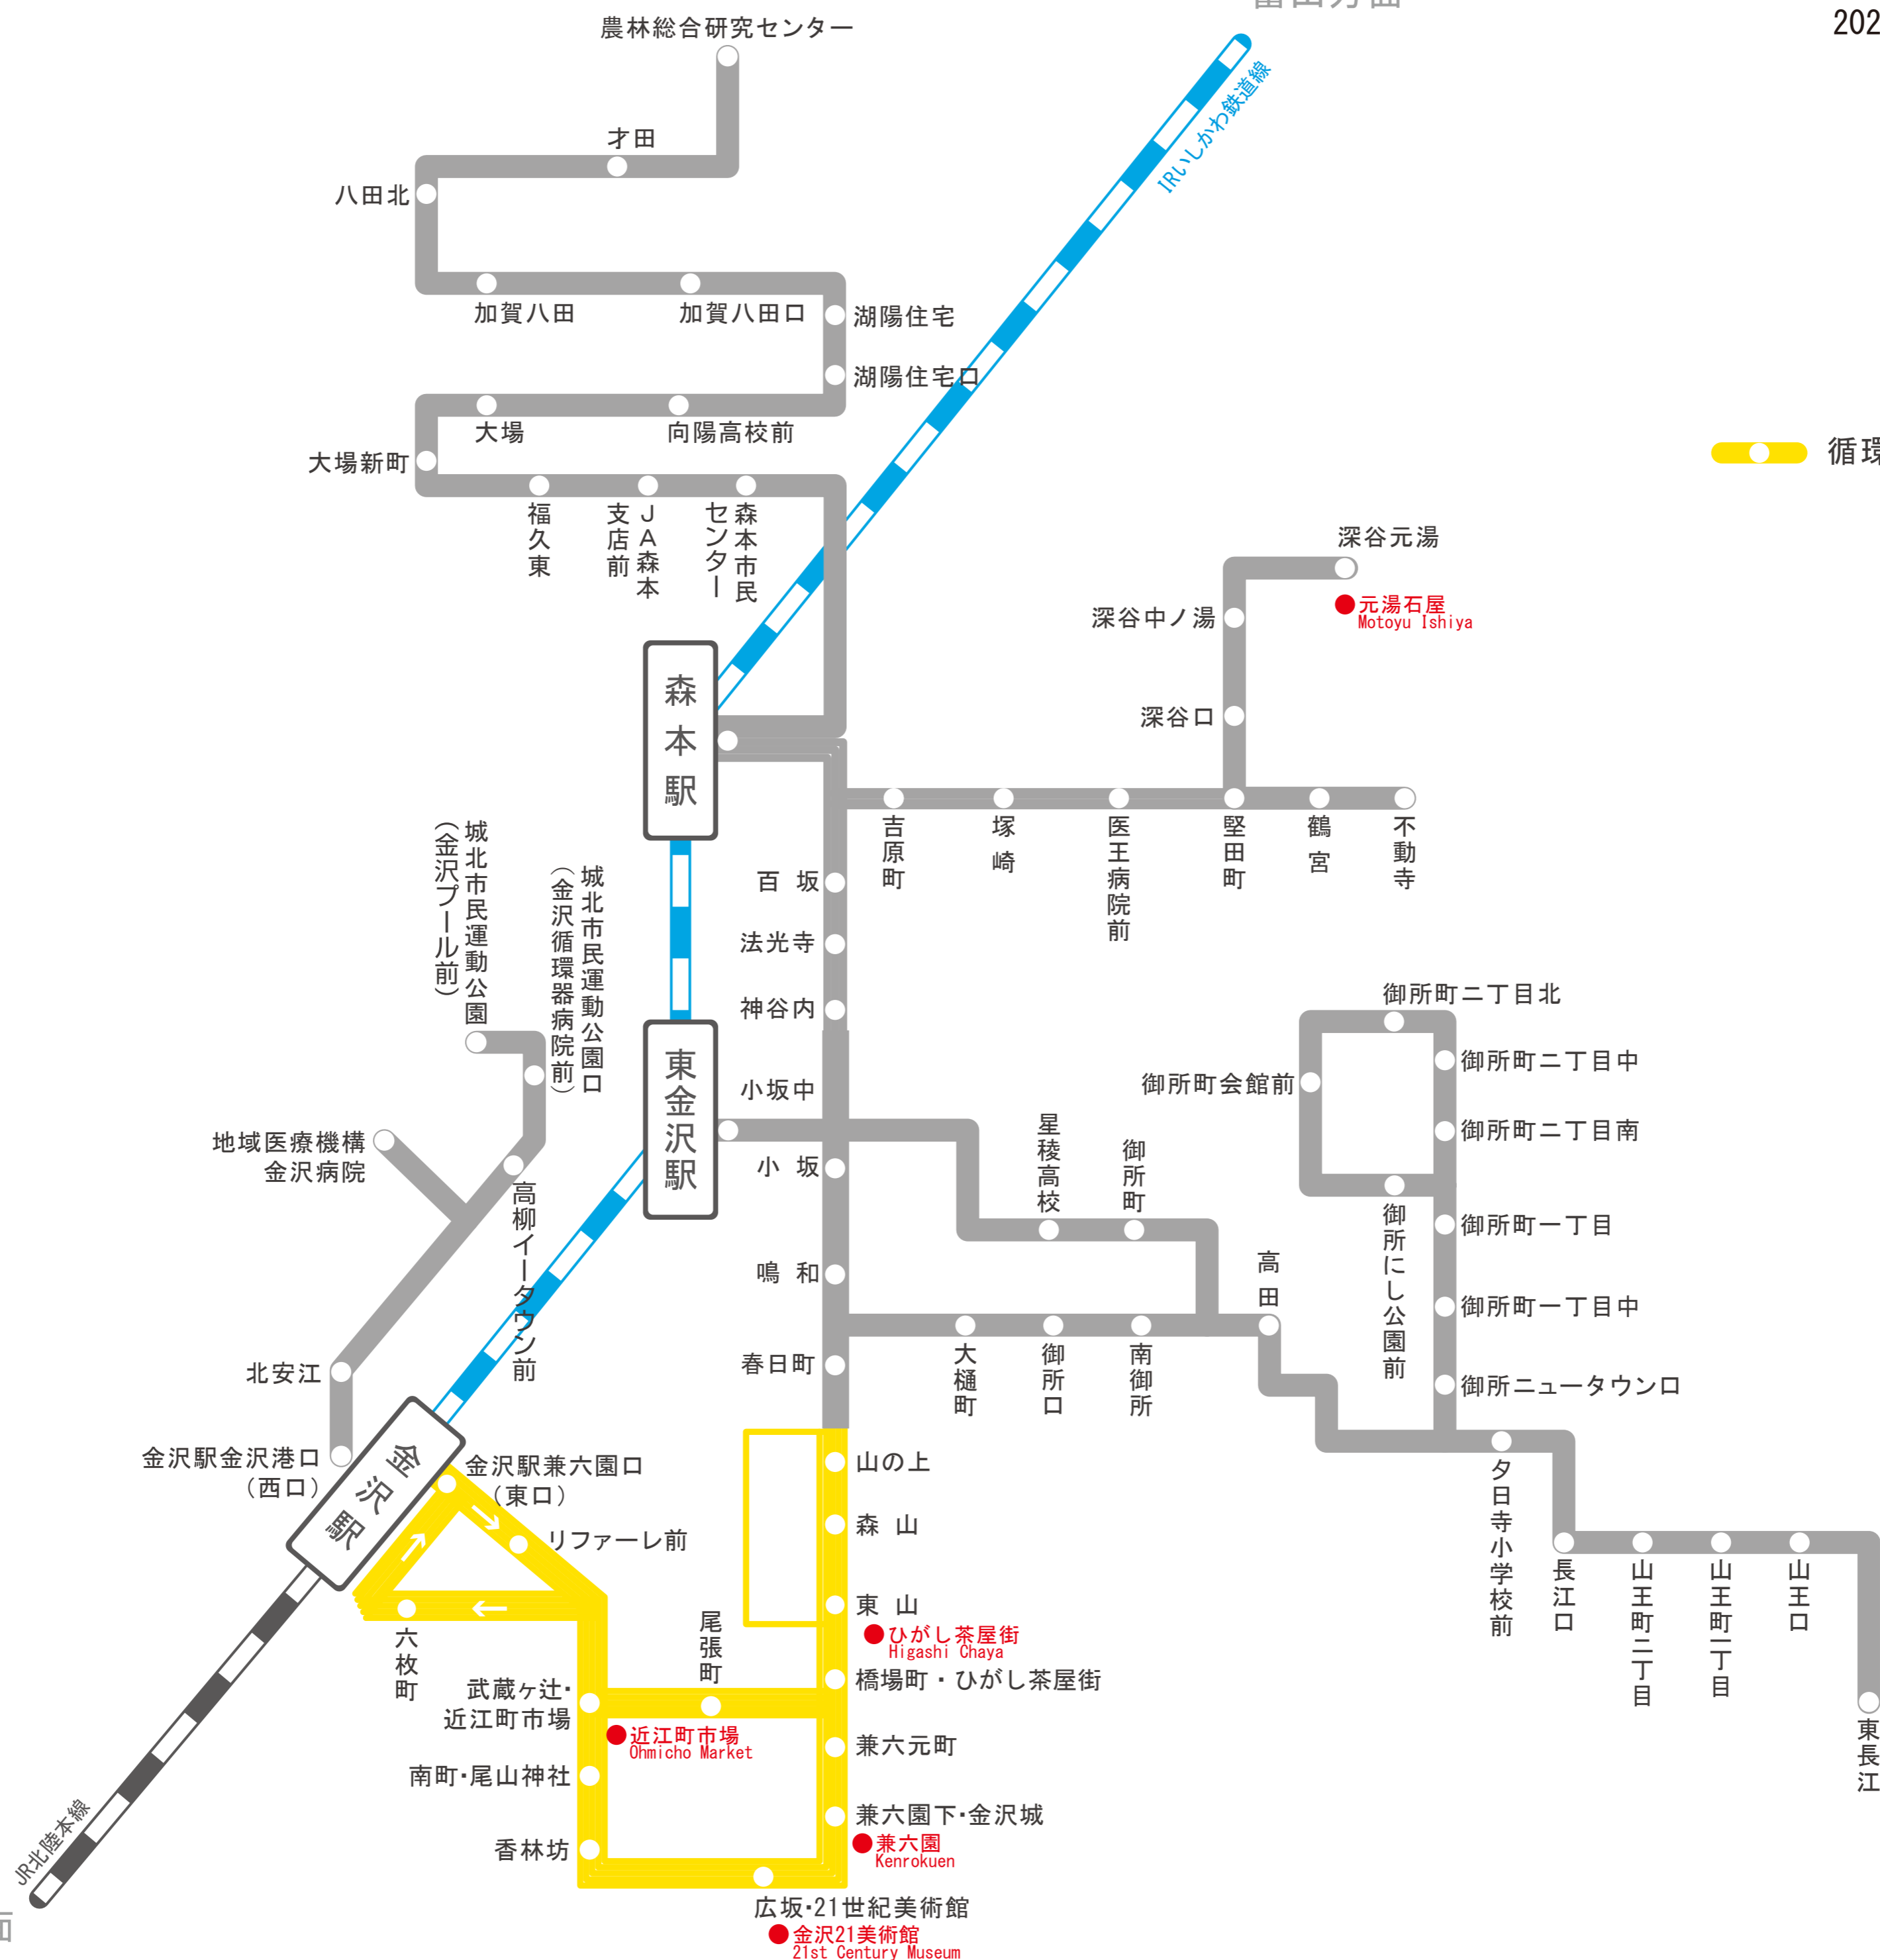 富山方面
202
農林総合研究センター
IRいしかわ鉄道線
才田
八田北
加賀八田
加賀八田口
湖陽住宅
湖陽住宅口
大場
向陽高校前
大場新町
循環
福久東
JA森本
支店前
森本市民
センター
深谷元湯
元湯石屋
Motoyu Ishiya
深谷中ノ湯
深谷口
森本駅
吉原町
塚崎
医王病院前
堅田町
鶴宮
不動寺
百坂
法光寺
神谷内
城北市民運動公園
(金沢プール前)
城北市民運動公園口
(金沢循環器病院前)
御所町二丁目北
御所町二丁目中
御所町会館前
御所町二丁目南
東金沢駅
小坂中
地域医療機構
金沢病院
高柳イータウン前
小坂
星稜高校
御所町
御所にし公園前
御所町一丁目
鳴和
高田
御所町一丁目中
春日町
大樋町
御所口
南御所
御所ニュータウン口
北安江
金沢駅金沢港口
(西口)
金沢駅
金沢駅兼六園口
(東口)
リファーレ前
山の上
森山
東山
ひがし茶屋街
Higashi Chaya
橋場町・ひがし茶屋街
夕日寺小学校前
長江口
山王町二丁目
山王町一丁目
山王口
東長江
六枚町
尾張町
武蔵ヶ辻・
近江町市場
近江町市場
Ohmicho Market
兼六元町
南町・尾山神社
兼六園下・金沢城
兼六園
Kenrokuen
香林坊
JR北陸本線
広坂・21世紀美術館
金沢21美術館
21st Century Museum
面